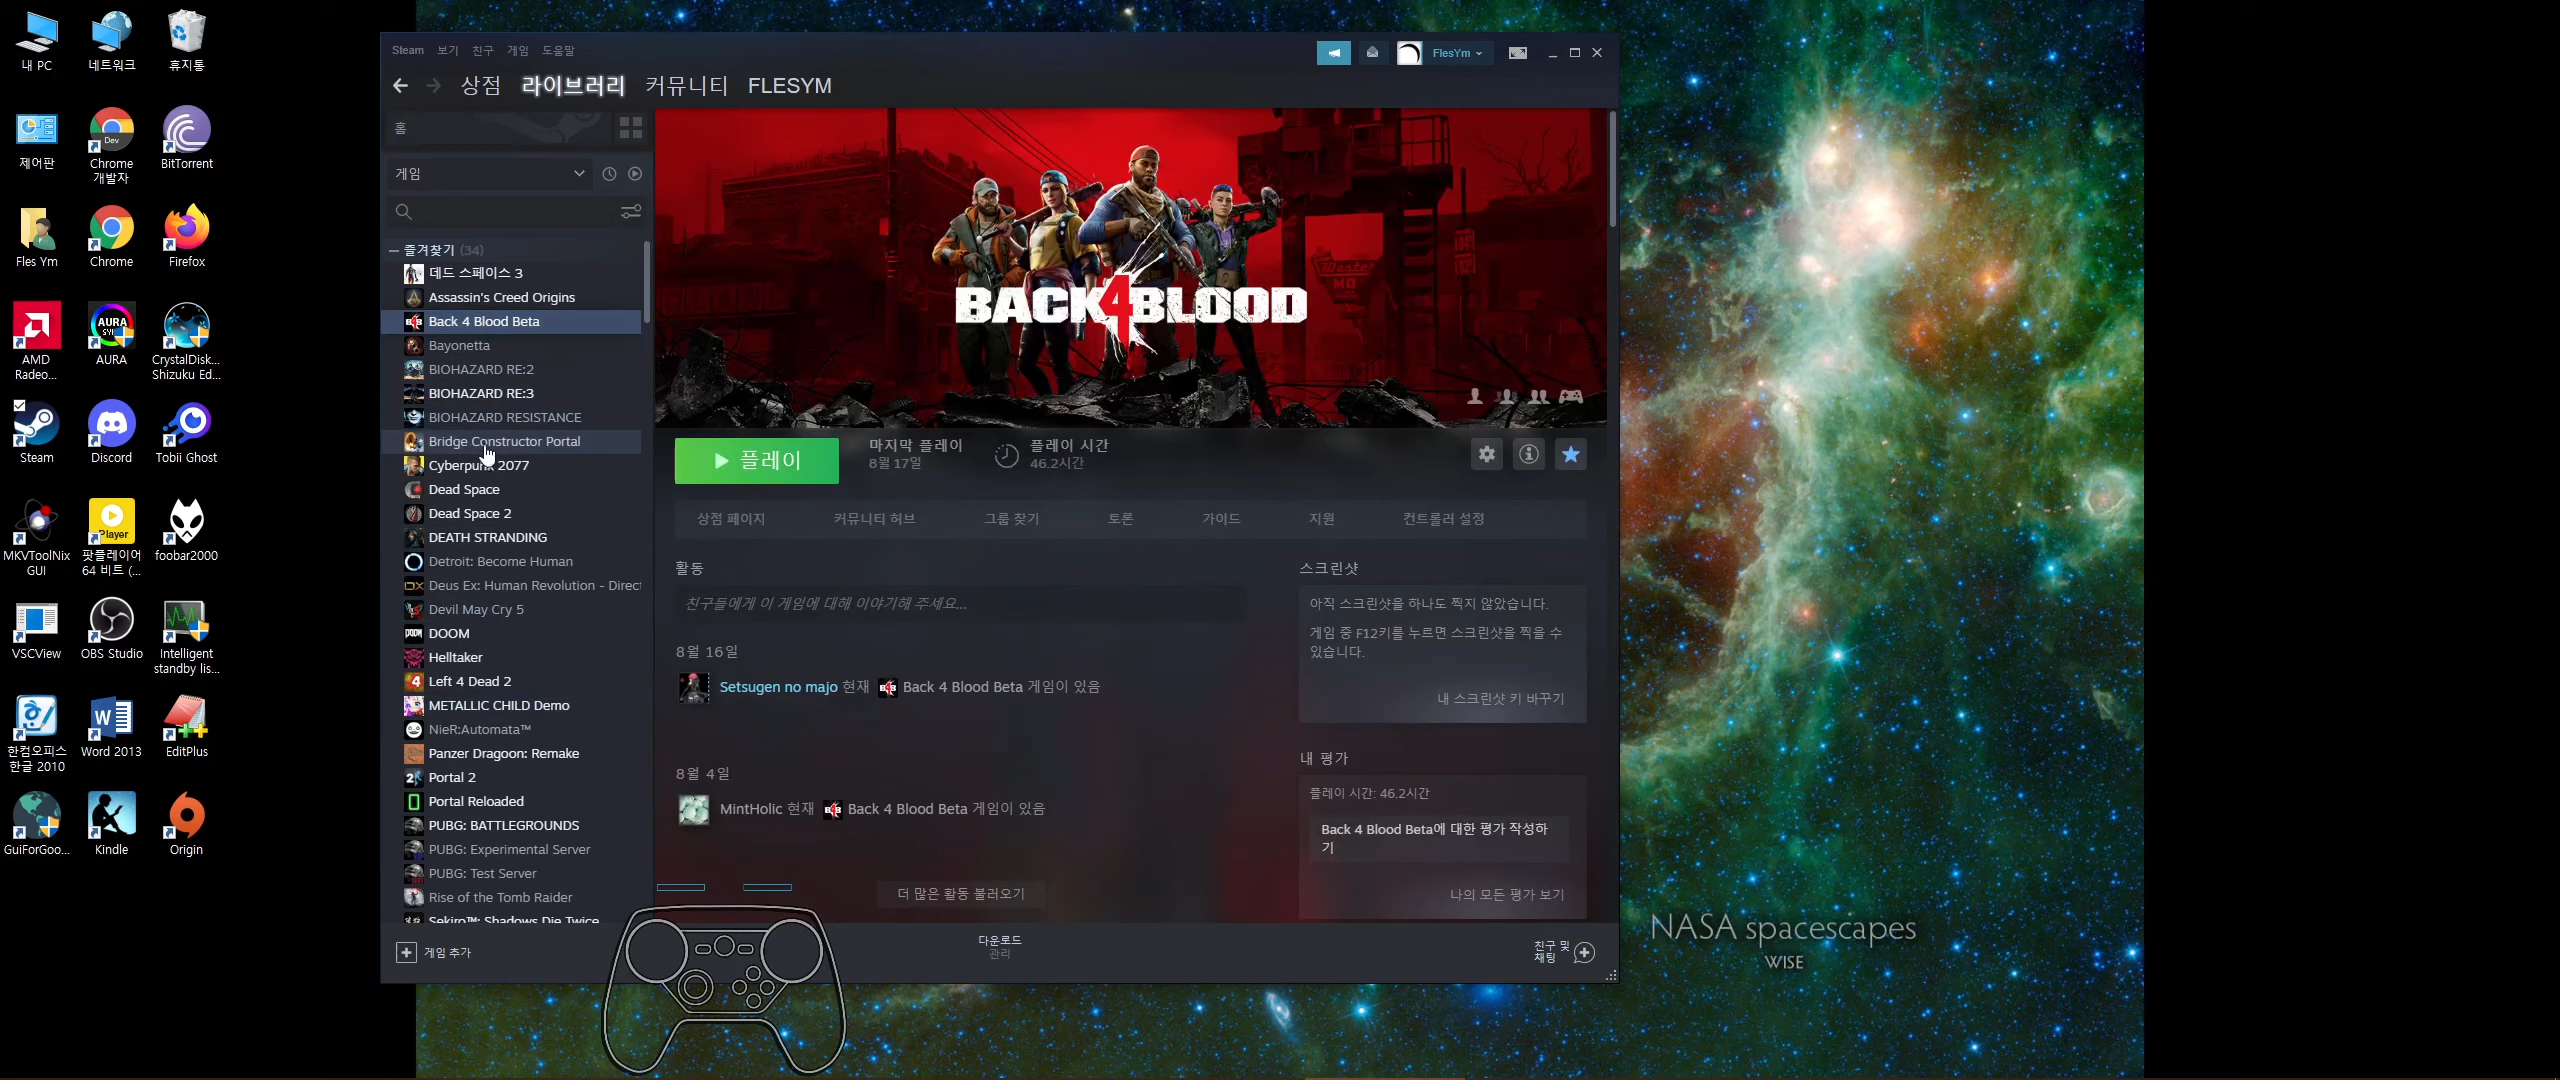 내 PC
네트워크
휴지통
제어판
Chrome
개발자
BitTorrent
Fles Ym
Chrome
Firefox
AMD
Radeo...
AURA
CrystalDisk...
Shizuku Ed...
Steam
Discord
Tobii Ghost
MKVToolNix
GUI
팟플레이어
64 비트 (...
foobar2000
VSCView
OBS Studio
Intelligent
standby lis...
한컴오피스
한글 2010
Word 2013
EditPlus
GuiForGoo...
Kindle
Origin
Steam 보기 친구 게임 도움말
FlesYm
상점 라이브러리 커뮤니티 FLESYM
홈
게임
즐겨찾기 (34)
데드 스페이스 3
Assassin's Creed Origins
Back 4 Blood Beta
Bayonetta
BIOHAZARD RE:2
BIOHAZARD RE:3
BIOHAZARD RESISTANCE
Bridge Constructor Portal
Cyberpunk 2077
Dead Space
Dead Space 2
DEATH STRANDING
Detroit: Become Human
Deus Ex: Human Revolution - Direct
Devil May Cry 5
DOOM
Helltaker
Left 4 Dead 2
METALLIC CHILD Demo
NieR:Automata™
Panzer Dragoon: Remake
Portal 2
Portal Reloaded
PUBG: BATTLEGROUNDS
PUBG: Experimental Server
PUBG: Test Server
Rise of the Tomb Raider
Sekiro™: Shadows Die Twice
게임 추가
BACK 4 BLOOD
플레이
마지막 플레이
8월 17일
플레이 시간
46.2시간
상점 페이지 커뮤니티 허브 그룹 찾기 토론 가이드 지원 컨트롤러 설정
활동
친구들에게 이 게임에 대해 이야기해 주세요...
8월 16일
Setsugen no majo 현재 Back 4 Blood Beta 게임이 있음
8월 4일
MintHolic 현재 Back 4 Blood Beta 게임이 있음
더 많은 활동 불러오기
스크린샷
아직 스크린샷을 하나도 찍지 않았습니다.
게임 중 F12키를 누르면 스크린샷을 찍을 수
있습니다.
내 스크린샷 키 바꾸기
내 평가
플레이 시간: 46.2시간
Back 4 Blood Beta에 대한 평가 작성하
기
나의 모든 평가 보기
다운로드
관리
친구 및
채팅
NASA spacescapes
WISE